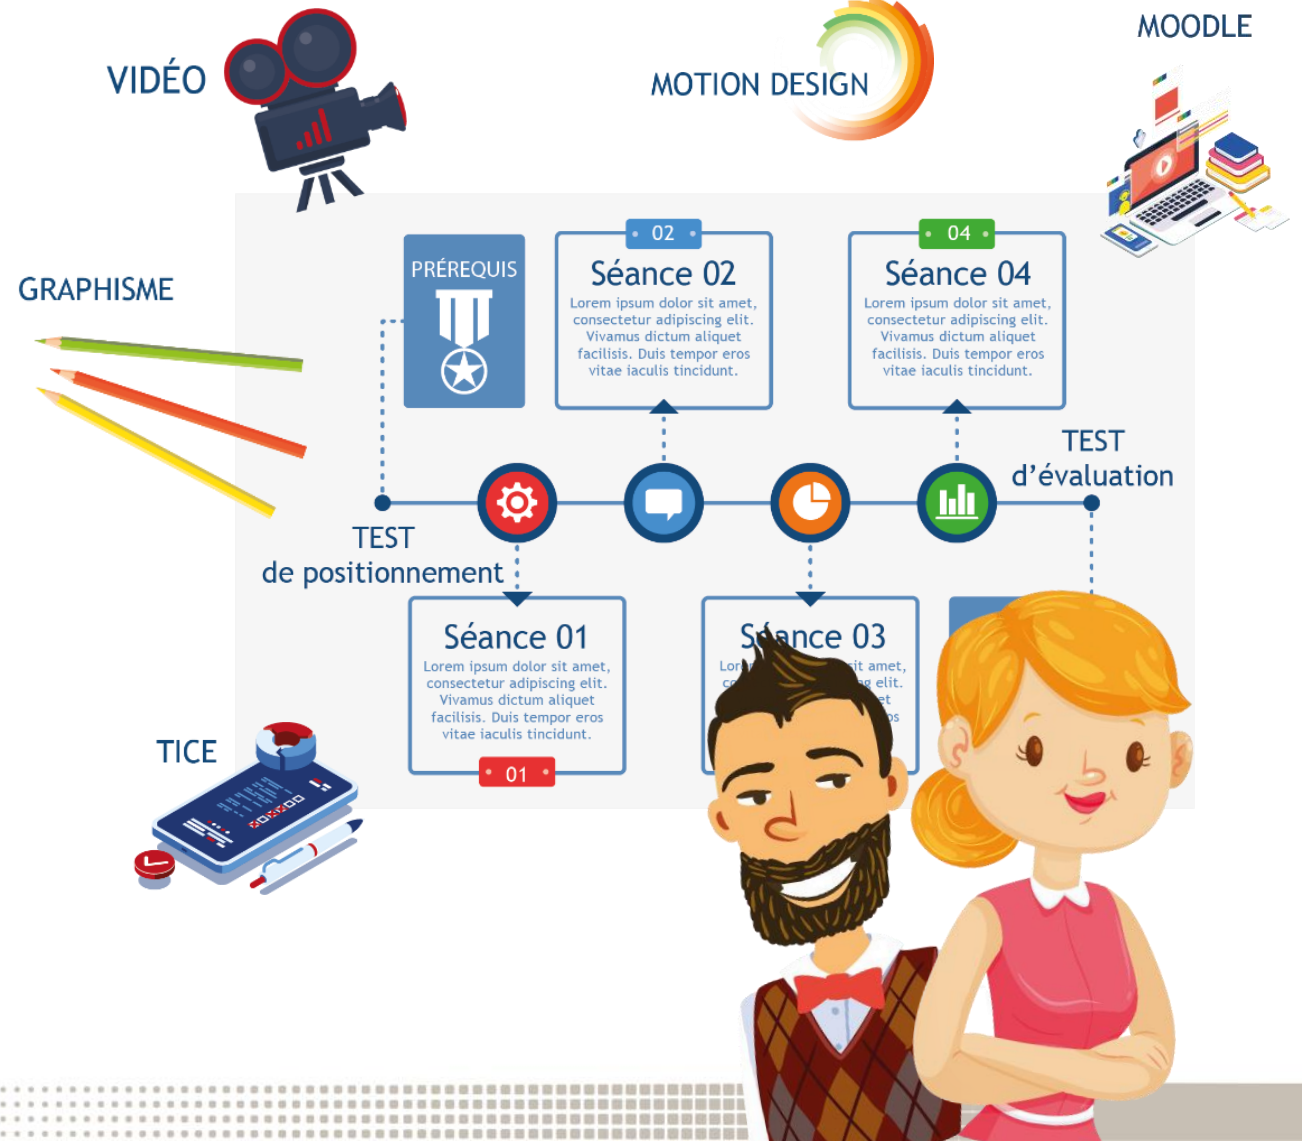 VIDÉO
MOTION DESIGN
MOODLE
GRAPHISME
PRÉREQUIS
02
Séance 02
Lorem ipsum dolor sit amet,
consectetur adipiscing elit.
Vivamus dictum aliquet
facilisis. Duis tempor eros
vitae iaculis tincidunt.
04
Séance 04
Lorem ipsum dolor sit amet,
consectetur adipiscing elit.
Vivamus dictum aliquet
facilisis. Duis tempor eros
vitae iaculis tincidunt.
TEST
d’évaluation
TEST
de positionnement
Séance 01
Lorem ipsum dolor sit amet,
consectetur adipiscing elit.
Vivamus dictum aliquet
facilisis. Duis tempor eros
vitae iaculis tincidunt.
01
Séance 03
sit amet,
elit.
TICE